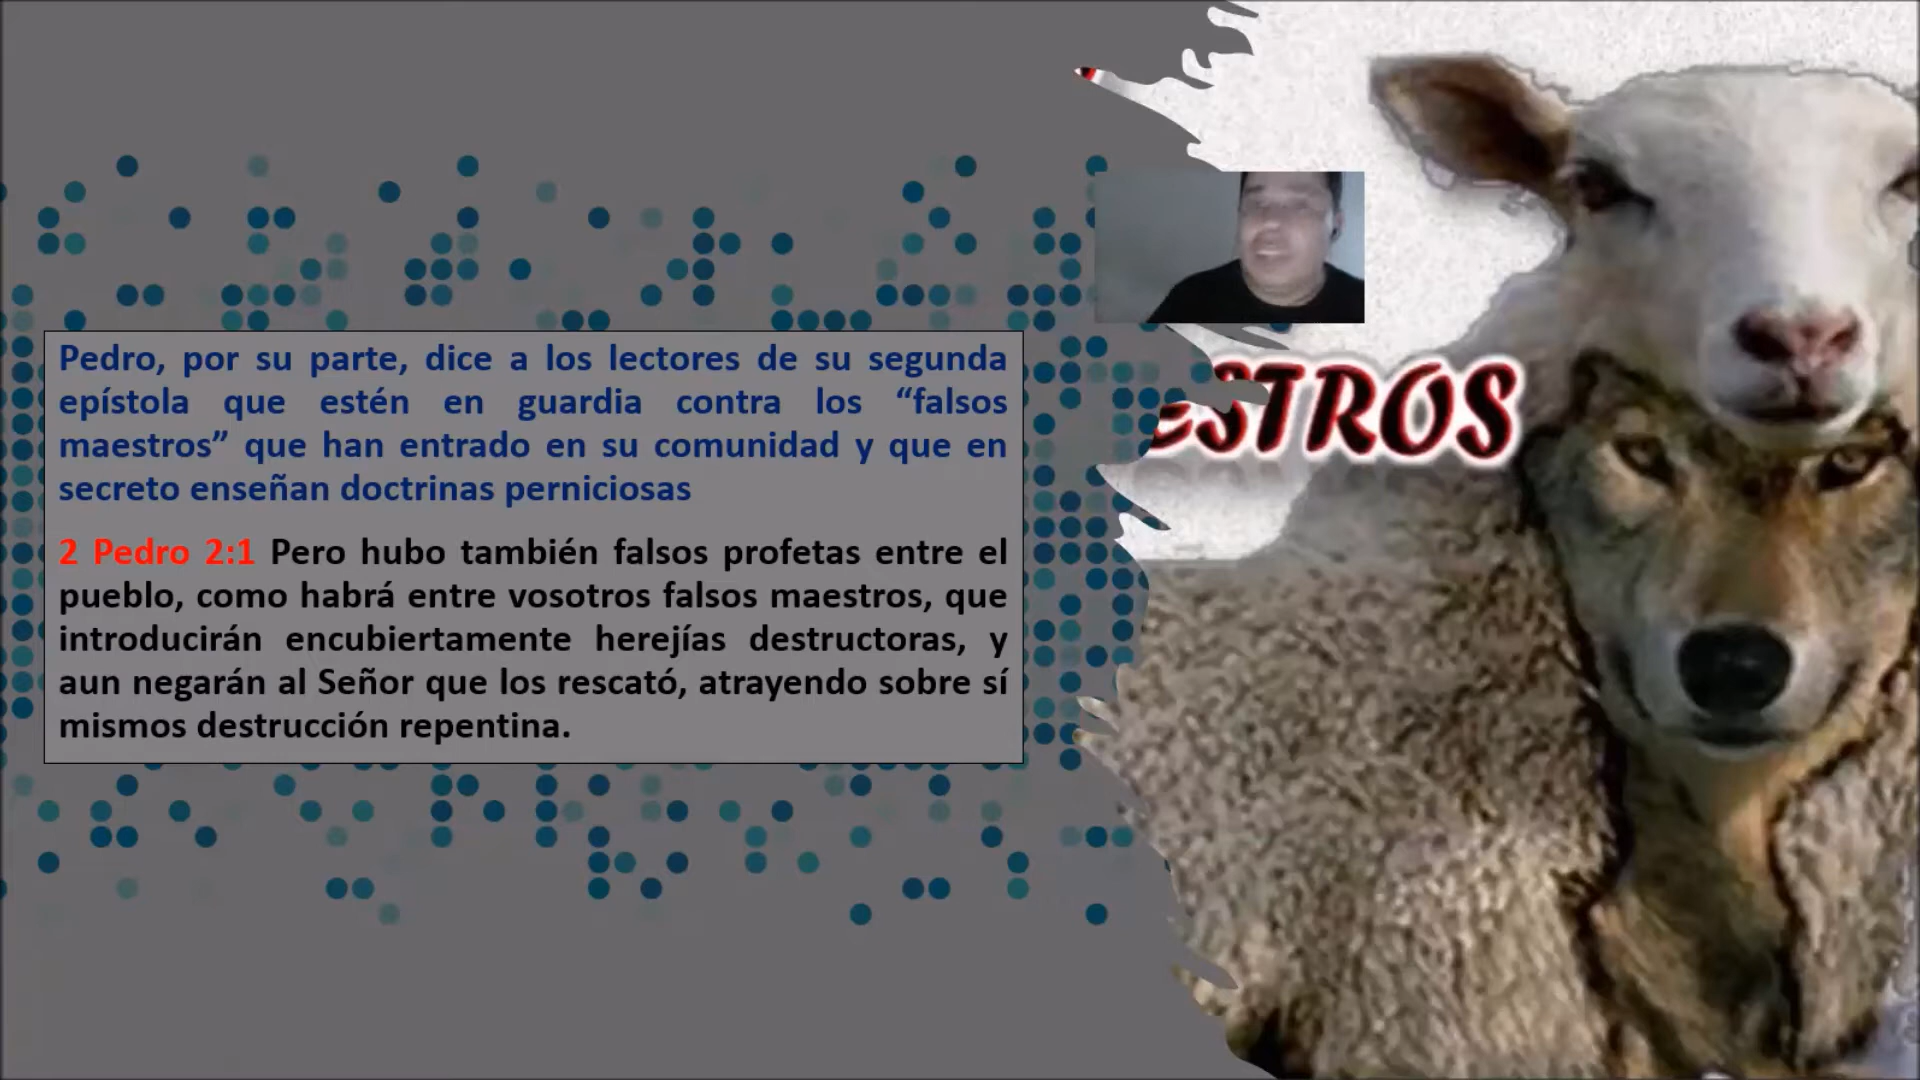 Pedro, por su parte, dice a los lectores de su segunda
epístola que estén en guardia contra los “falsos
maestros” que han entrado en su comunidad y que en
secreto enseñan doctrinas perniciosas
2 Pedro 2:1 Pero hubo también falsos profetas entre el
pueblo, como habrá entre vosotros falsos maestros, que
introducirán encubiertamente herejías destructoras, y
aun negarán al Señor que los rescató, atrayendo sobre sí
mismos destrucción repentina.
ESTROS